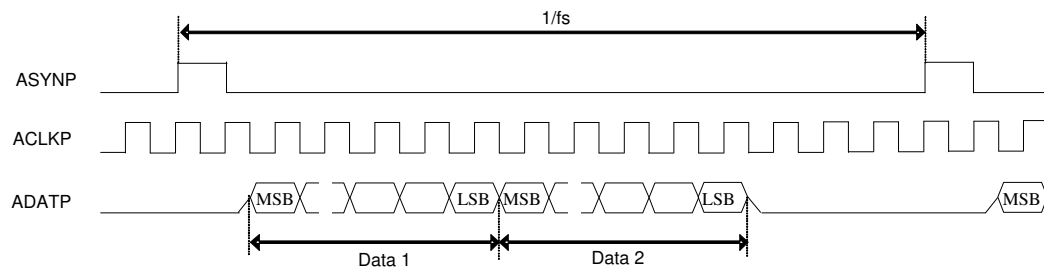 1/fs
ASYNP
ACLKP
ADATP
MSB LSB MSB LSB MSB
Data 1 Data 2